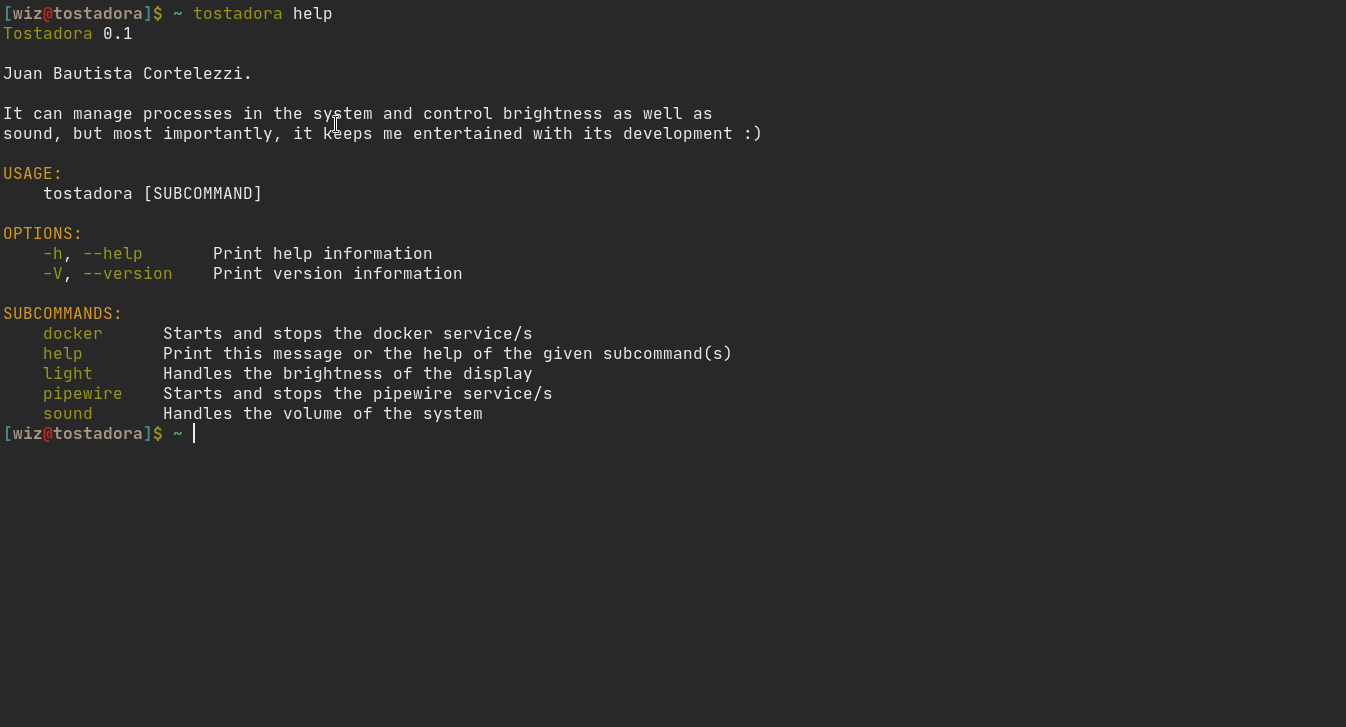 [wiz@tostadora]$ ~ tostadora help
Tostadora 0.1
Juan Bautista Cortelezzi.
It can manage processes in the system and control brightness as well as
sound, but most importantly, it keeps me entertained with its development :)
USAGE:
    tostadora [SUBCOMMAND]
OPTIONS:
    -h, --help       Print help information
    -V, --version    Print version information
SUBCOMMANDS:
    docker      Starts and stops the docker service/s
    help        Print this message or the help of the given subcommand(s)
    light       Handles the brightness of the display
    pipewire    Starts and stops the pipewire service/s
    sound       Handles the volume of the system
[wiz@tostadora]$ ~